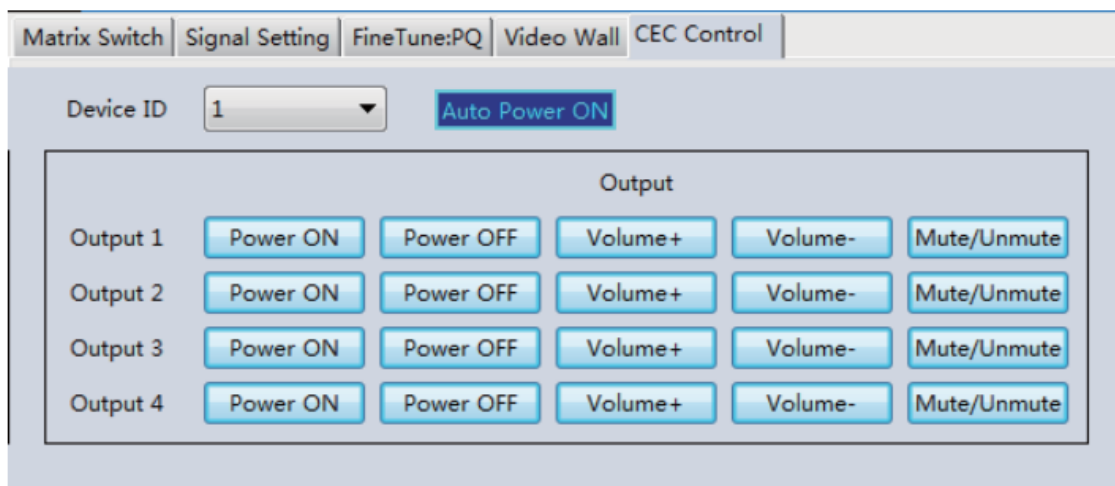 Matrix Switch Signal Setting FineTune:PQ Video Wall CEC Control
Device ID 1 Auto Power ON
Output
Output 1 Power ON Power OFF Volume+ Volume- Mute/Unmute
Output 2 Power ON Power OFF Volume+ Volume- Mute/Unmute
Output 3 Power ON Power OFF Volume+ Volume- Mute/Unmute
Output 4 Power ON Power OFF Volume+ Volume- Mute/Unmute